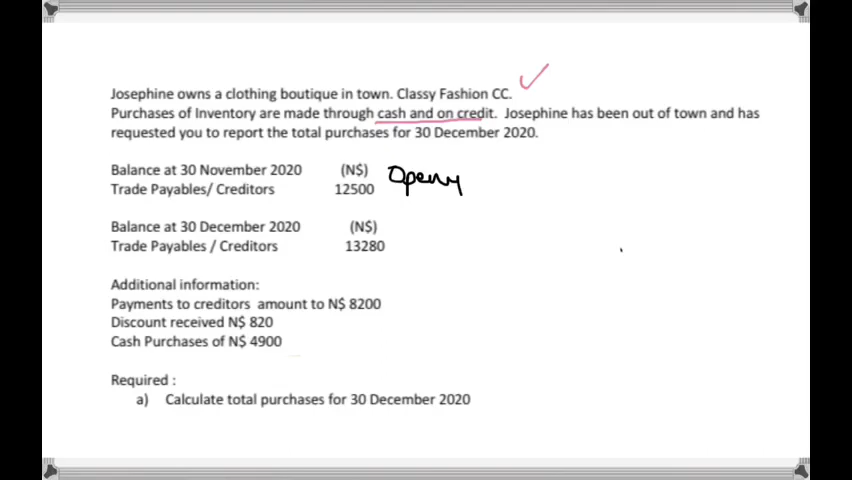 Josephine owns a clothing boutique in town. Classy Fashion CC.
Purchases of Inventory are made through cash and on credit. Josephine has been out of town and has
requested you to report the total purchases for 30 December 2020.
Balance at 30 November 2020 (N$)
Trade Payables/ Creditors 12500
Balance at 30 December 2020 (N$)
Trade Payables / Creditors 13280
Additional information:
Payments to creditors amount to N$ 8200
Discount received N$ 820
Cash Purchases of N$ 4900
Required :
a) Calculate total purchases for 30 December 2020